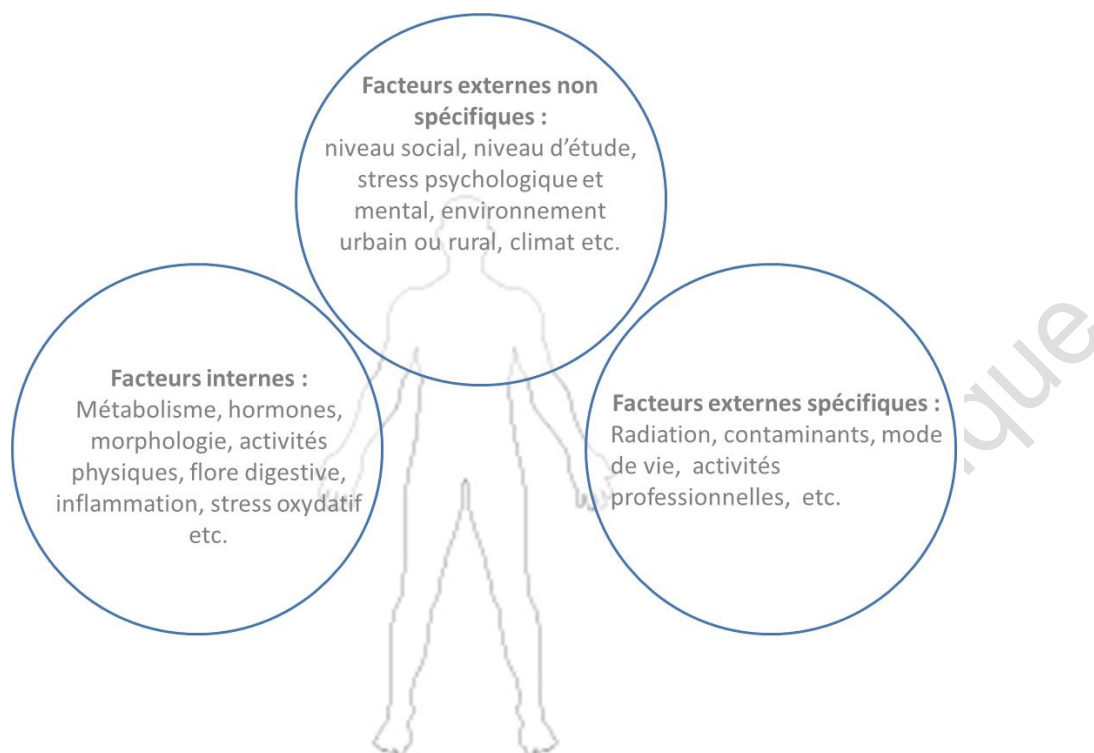 Facteurs externes non
spécifiques :
niveau social, niveau d'étude,
stress psychologique et
mental, environnement
urbain ou rural, climat etc.
Facteurs internes :
Métabolisme, hormones,
morphologie, activités
physiques, flore digestive,
inflammation, stress oxydatif
etc.
Facteurs externes spécifiques :
Radiation, contaminants, mode
de vie, activités
professionnelles, etc.